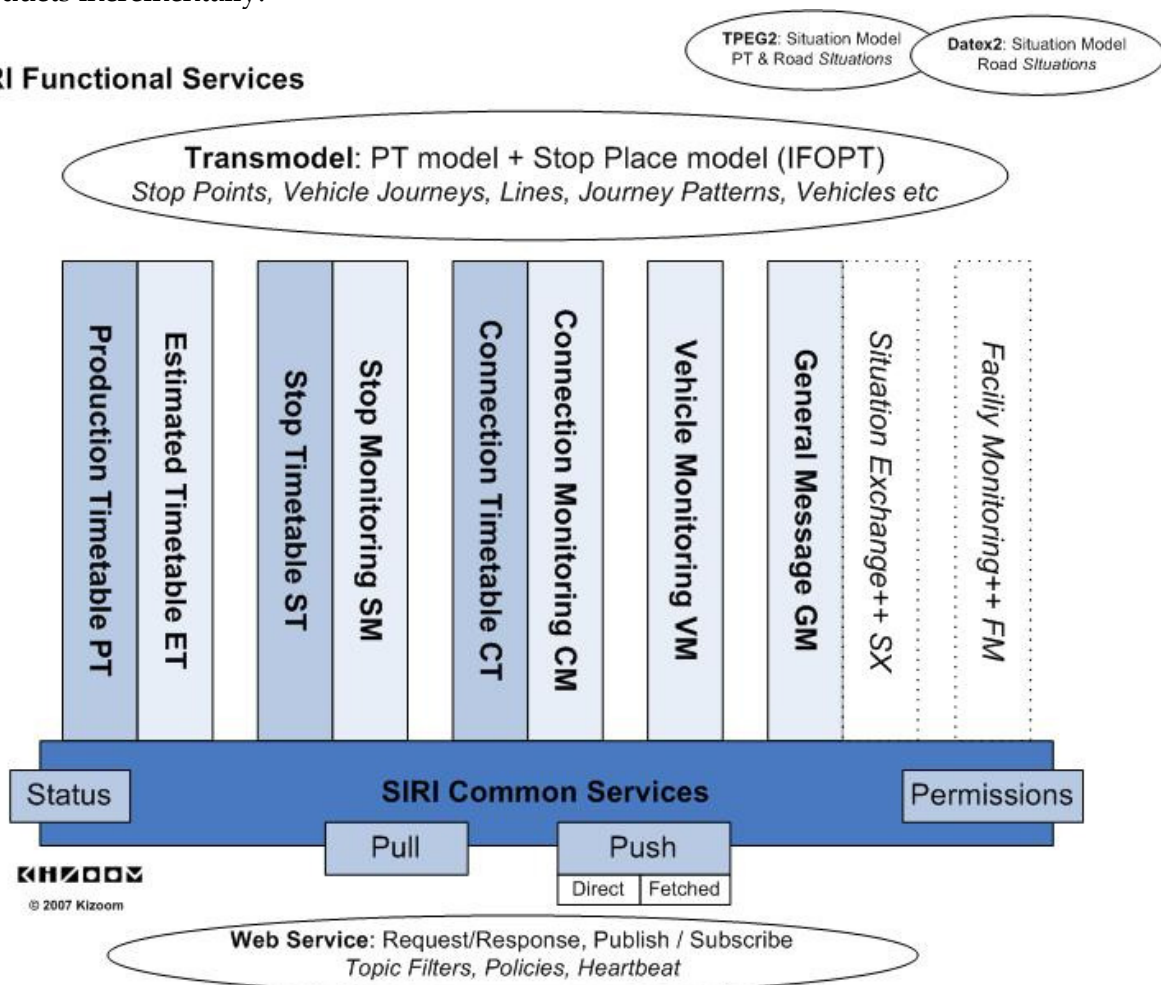 ducts incrementally.
TPEG2: Situation Model
PT & Road SItuations
Datex2: Situation Model
Road SItuations
RI Functional Services
Transmodel: PT model + Stop Place model (IFOPT)
Stop Points, Vehicle Journeys, Lines, Journey Patterns, Vehicles etc
Production Timetable PT
Estimated Timetable ET
Stop Timetable ST
Stop Monitoring SM
Connection Timetable CT
Connection Monitoring CM
Vehicle Monitoring VM
General Message GM
Situation Exchange++ SX
Faciliy Monitoring++ FM
Status
SIRI Common Services
Permissions
Pull
Push
Direct
Fetched
KIZOOM
© 2007 Kizoom
Web Service: Request/Response, Publish / Subscribe
Topic Filters, Policies, Heartbeat